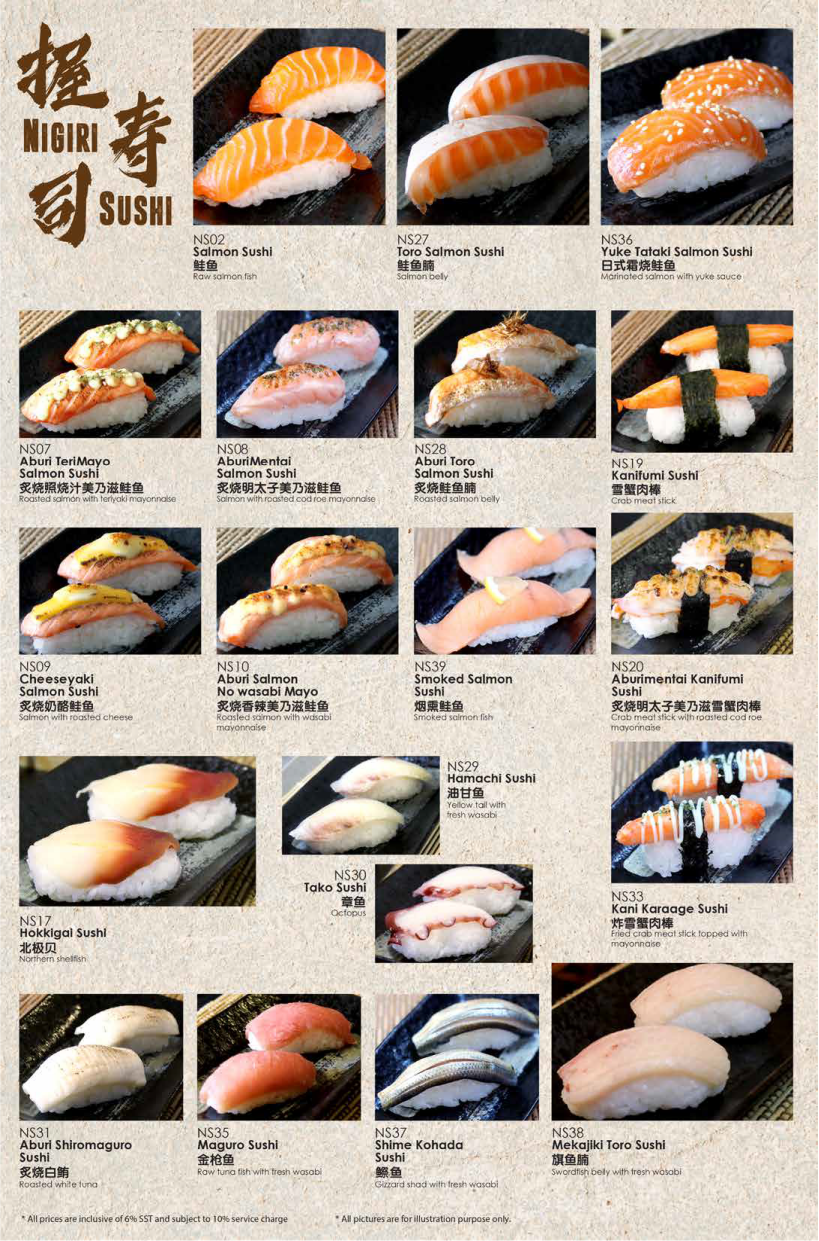 握寿司
NIGIRI
SUSHI
NS02
Salmon Sushi
鲑鱼
Raw salmon fish
NS27
Toro Salmon Sushi
鲑鱼腩
Salmon belly
NS36
Yuke Tataki Salmon Sushi
日式霜烧鲑鱼
Marinated salmon with yuke sauce
NS07
Aburi TeriMayo
Salmon Sushi
炙烧照烧汁美乃滋鲑鱼
Roasted salmon with teriyaki mayonnaise
NS08
AburiMentai
Salmon Sushi
炙烧明太子美乃滋鲑鱼
Salmon with roasted cod roe mayonnaise
NS28
Aburi Toro
Salmon Sushi
炙烧鲑鱼腩
Roasted salmon belly
NS19
Kanifumi Sushi
雪蟹肉棒
Crab meat stick
NS09
Cheeseyaki
Salmon Sushi
炙烧奶酪鲑鱼
Salmon with roasted cheese
NS10
Aburi Salmon
No wasabi Mayo
炙烧香辣美乃滋鲑鱼
Roasted salmon with wasabi
mayonnaise
NS39
Smoked Salmon
Sushi
烟熏鲑鱼
Smoked salmon fish
NS20
Aburimentai Kanifumi
Sushi
炙烧明太子美乃滋雪蟹肉棒
Crab meat stick with roasted cod roe
mayonnaise
NS17
Hokkigai Sushi
北极贝
Northern shellfish
NS29
Hamachi Sushi
油甘鱼
Yellow tail with
fresh wasabi
NS30
Tako Sushi
章鱼
Octopus
NS33
Kani Karaage Sushi
炸雪蟹肉棒
Fried crab meat stick topped with
mayonnaise
NS31
Aburi Shiromaguro
Sushi
炙烧白鲔
Roasted white tuna
NS35
Maguro Sushi
金枪鱼
Raw tuna fish with fresh wasabi
NS37
Shime Kohada
Sushi
鰶鱼
Gizzard shad with fresh wasabi
NS38
Mekajiki Toro Sushi
旗鱼腩
Swordfish belly with fresh wasabi
* All prices are inclusive of 6% SST and subject to 10% service charge
* All pictures are for illustration purpose only.